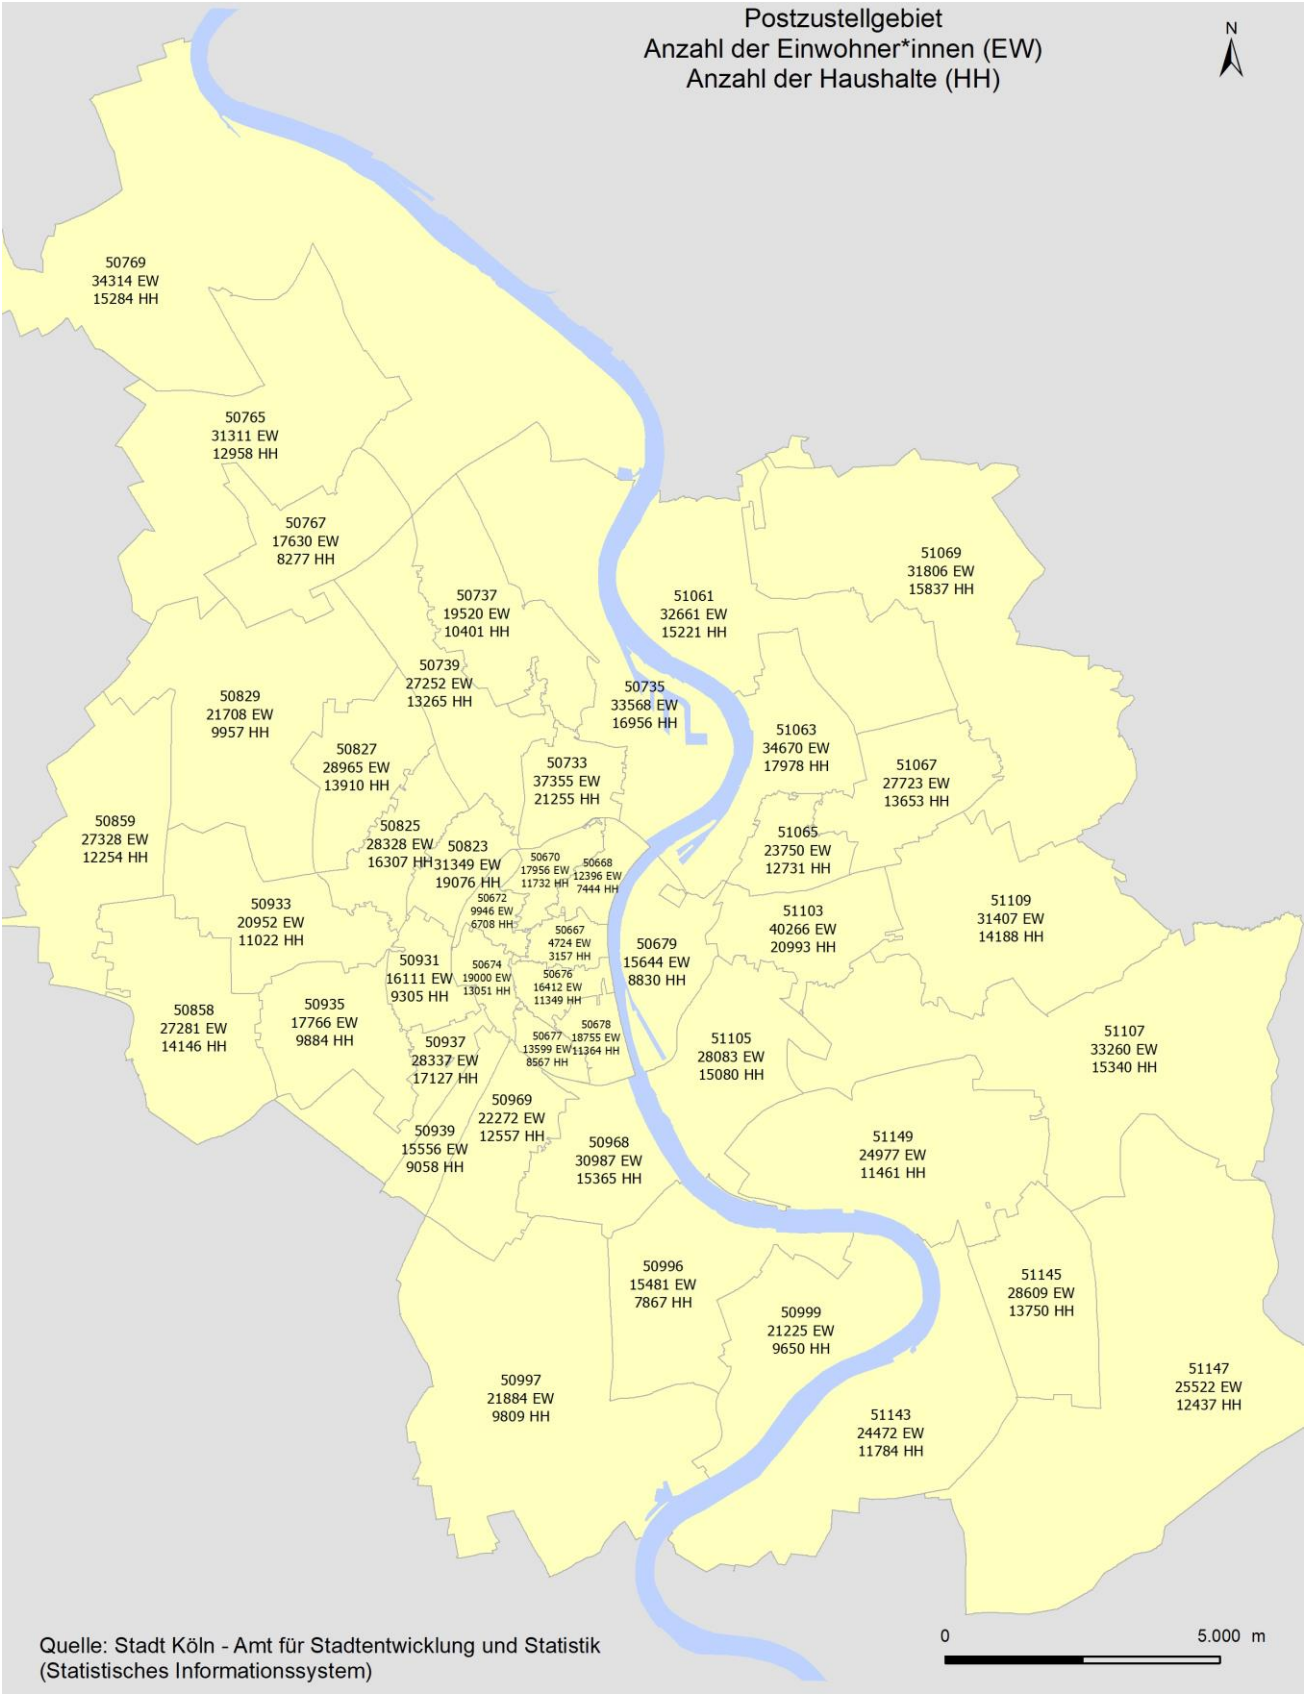 Postzustellgebiet
Anzahl der Einwohner*innen (EW)
Anzahl der Haushalte (HH)
N
50769
34314 EW
15284 HH
50765
31311 EW
12958 HH
50767
17630 EW
8277 HH
51069
31806 EW
15837 HH
50737
19520 EW
10401 HH
51061
32661 EW
15221 HH
50739
27252 EW
13265 HH
50735
33568 EW
16956 HH
50829
21708 EW
9957 HH
51063
34670 EW
17978 HH
50827
28965 EW
13910 HH
50733
37355 EW
21255 HH
51067
27723 EW
13653 HH
50859
27328 EW
12254 HH
50825
28328 EW
16307 HH
50823
31349 EW
19076 HH
51065
23750 EW
12731 HH
50670
17956 EW
11732 HH
50668
12396 EW
7444 HH
50672
9946 EW
6708 HH
50933
20952 EW
11022 HH
51109
31407 EW
14188 HH
51103
40266 EW
20993 HH
50667
4724 EW
3157 HH
50679
15644 EW
8830 HH
50931
16111 EW
9305 HH
50674
19000 EW
13051 HH
50676
16412 EW
11349 HH
50858
27281 EW
14146 HH
50935
17766 EW
9884 HH
50937
28337 EW
17127 HH
50677
13599 EW
8567 HH
50678
18755 EW
11364 HH
51105
28083 EW
15080 HH
51107
33260 EW
15340 HH
50969
22272 EW
12557 HH
50939
15556 EW
9058 HH
50968
30987 EW
15365 HH
51149
24977 EW
11461 HH
50996
15481 EW
7867 HH
51145
28609 EW
13750 HH
50999
21225 EW
9650 HH
50997
21884 EW
9809 HH
51147
25522 EW
12437 HH
51143
24472 EW
11784 HH
Quelle: Stadt Köln - Amt für Stadtentwicklung und Statistik
(Statistisches Informationssystem)
0 5.000 m